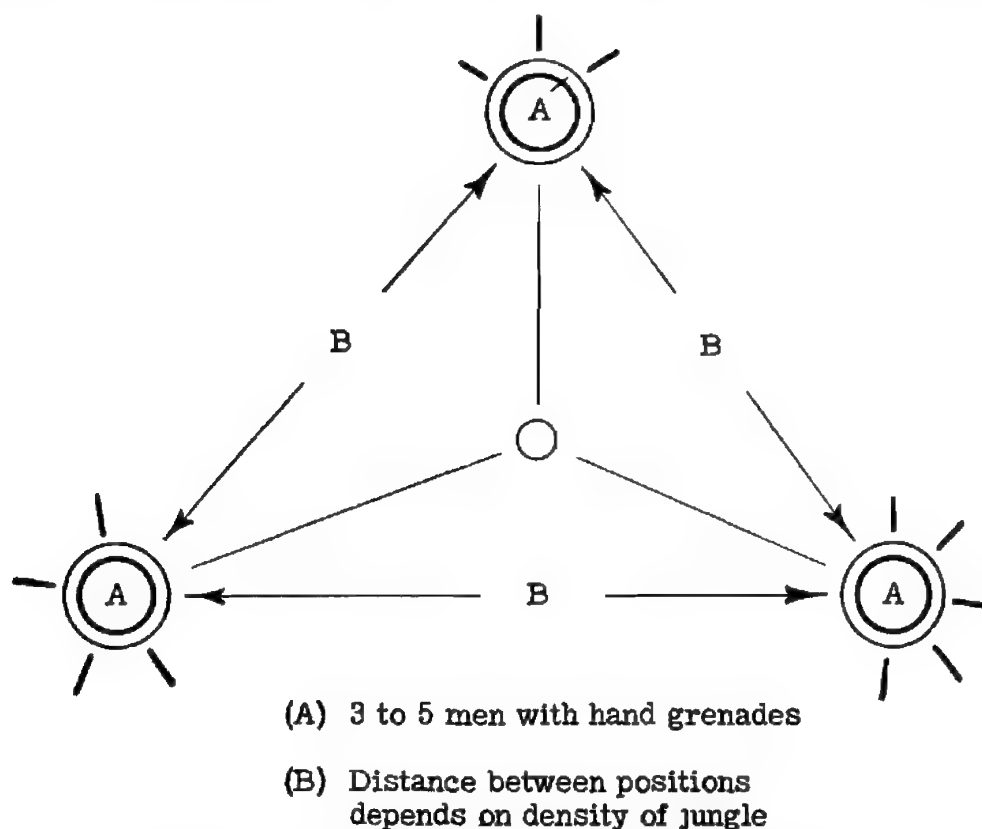 A
B
B
A
B
A
(A) 3 to 5 men with hand grenades
(B) Distance between positions
depends on density of jungle